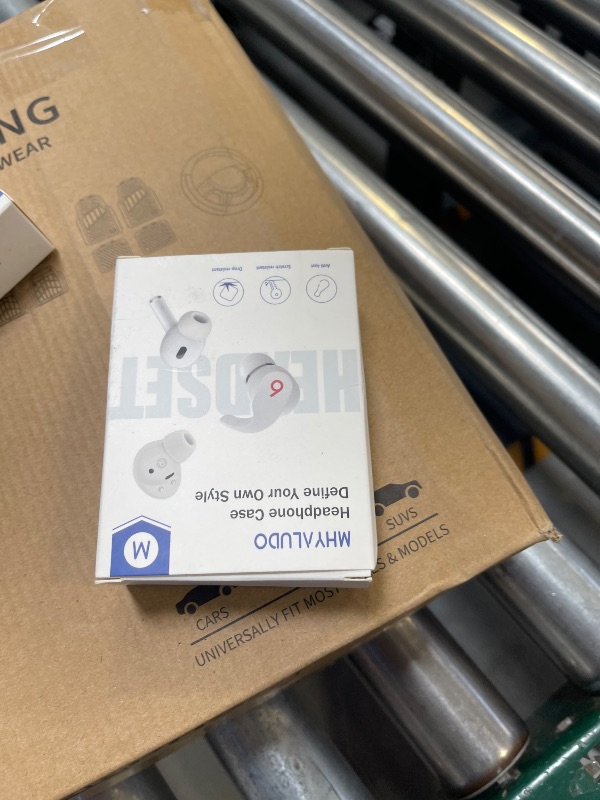 NG
WEAR
MHYALUDO
Headphone Case
Define Your Own Style
M
HEADSET
Anti-lost
Scratch resistant
Drop resistant
SUVS
CARS
UNIVERSALLY FIT MOST
S & MODELS